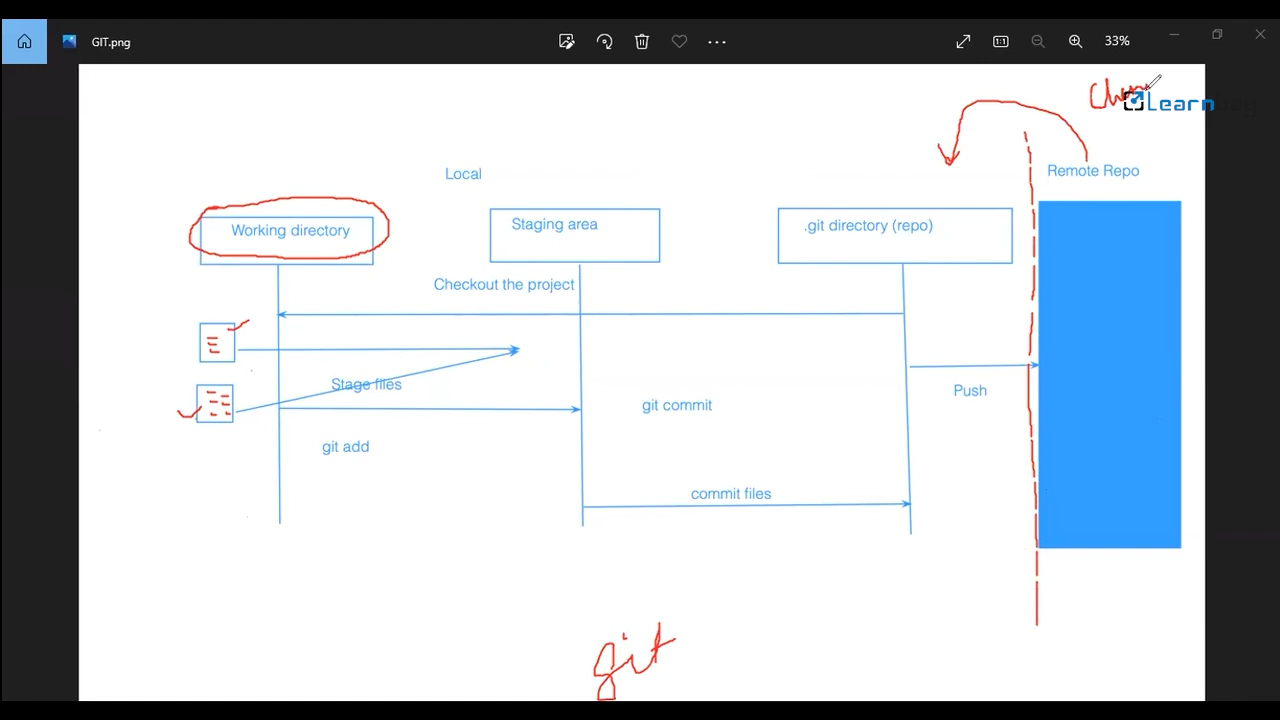 GIT.png
33%
Learnbay
Local
Remote Repo
Working directory
Staging area
.git directory (repo)
Checkout the project
Stage files
Push
git commit
git add
commit files
git